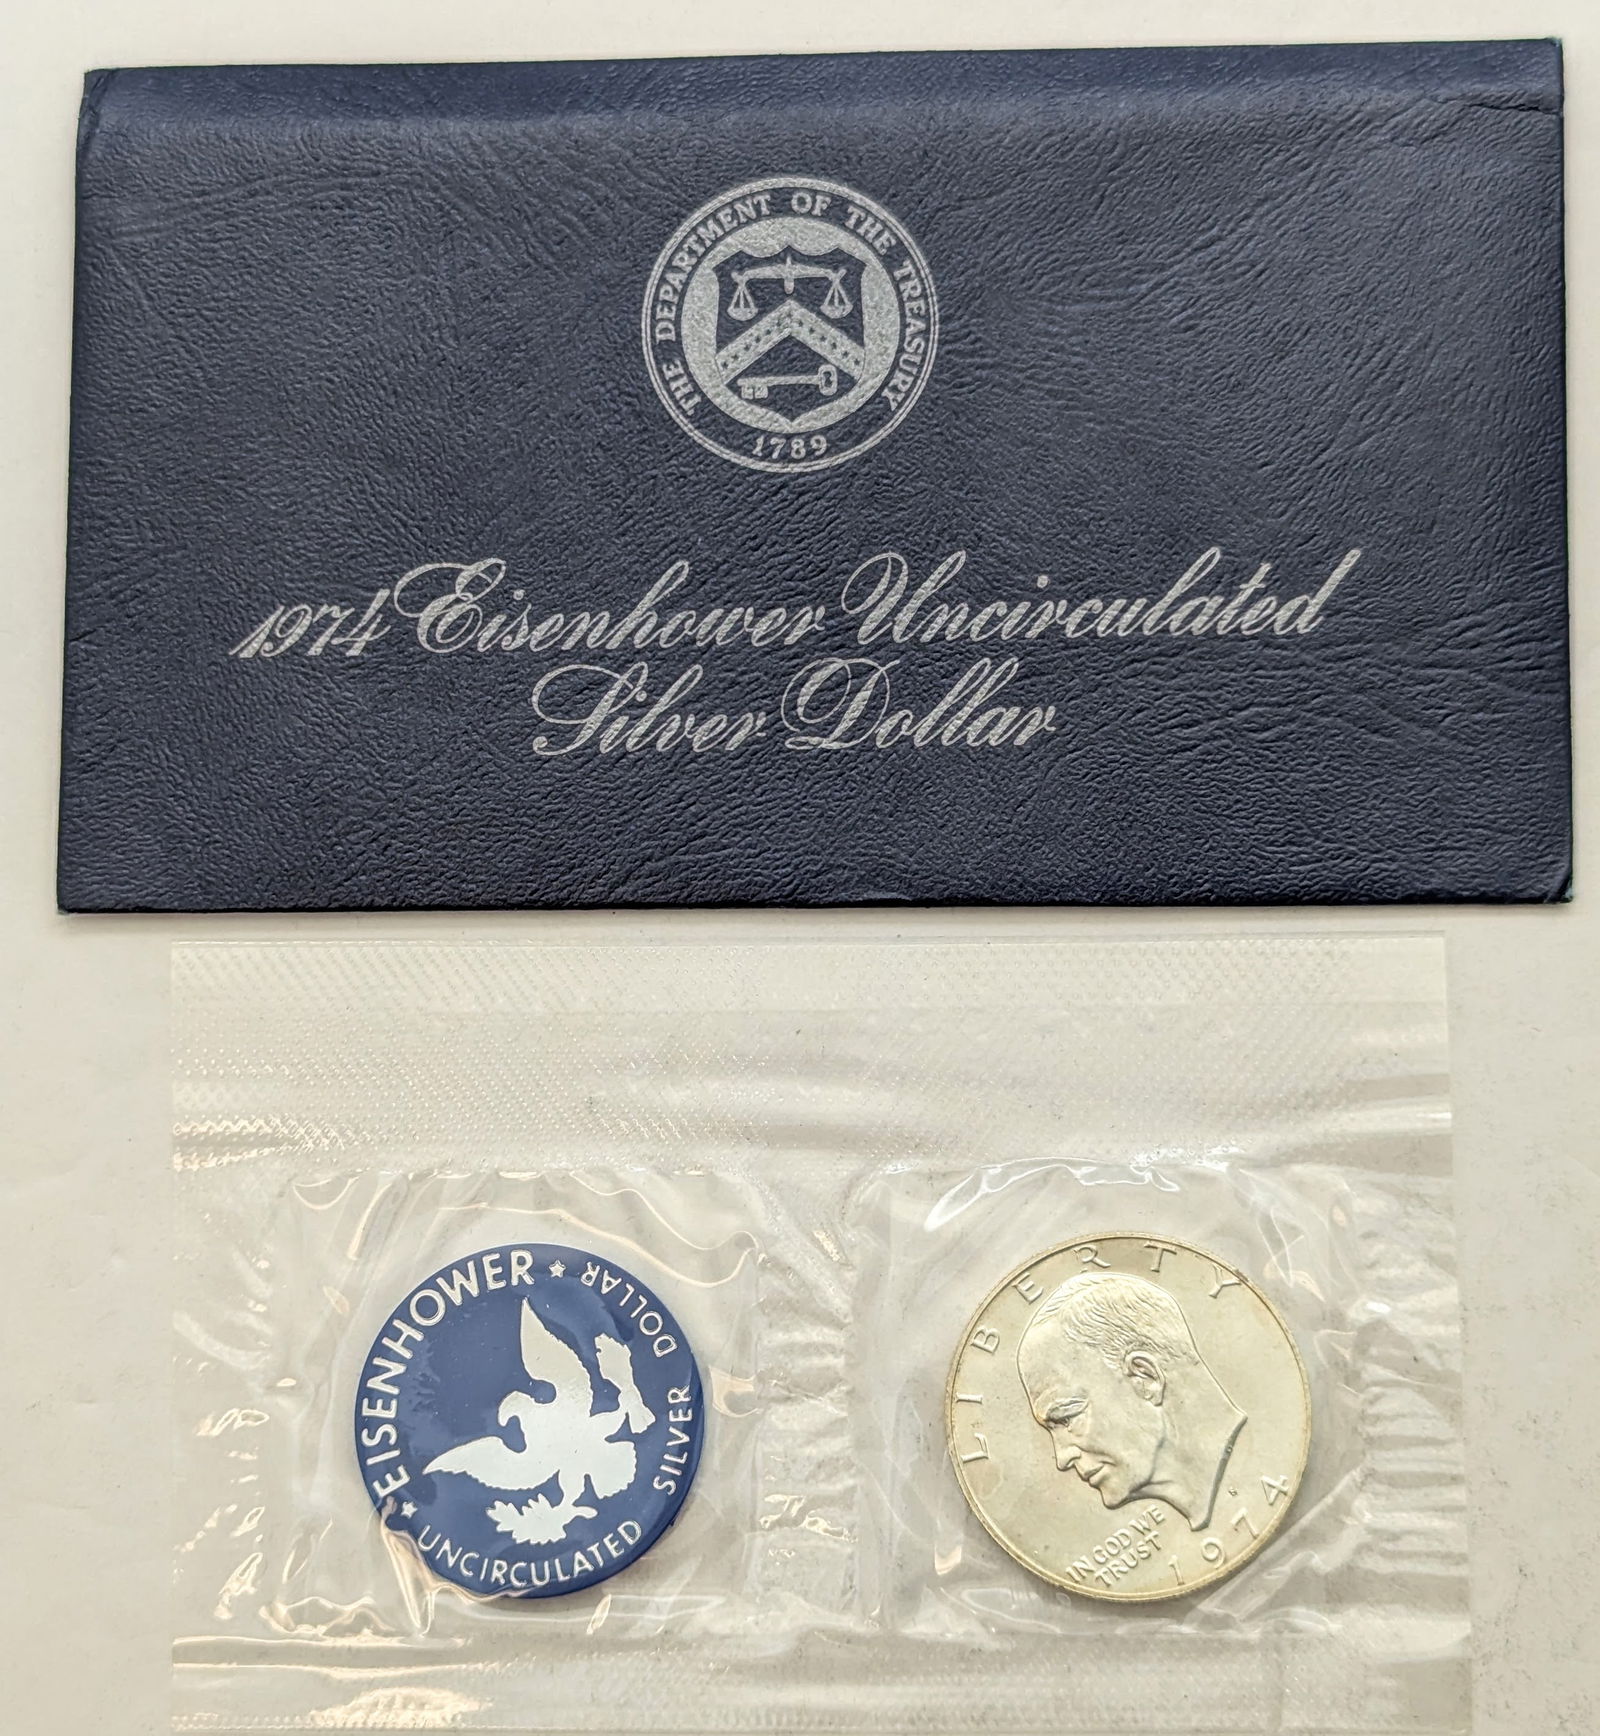 THE DEPARTMENT OF THE TREASURY
1789
1974 Eisenhower Uncirculated
Silver Dollar
★ EISENHOWER ★
UNCIRCULATED SILVER DOLLAR
LIBERTY
IN GOD WE
TRUST
S
1974